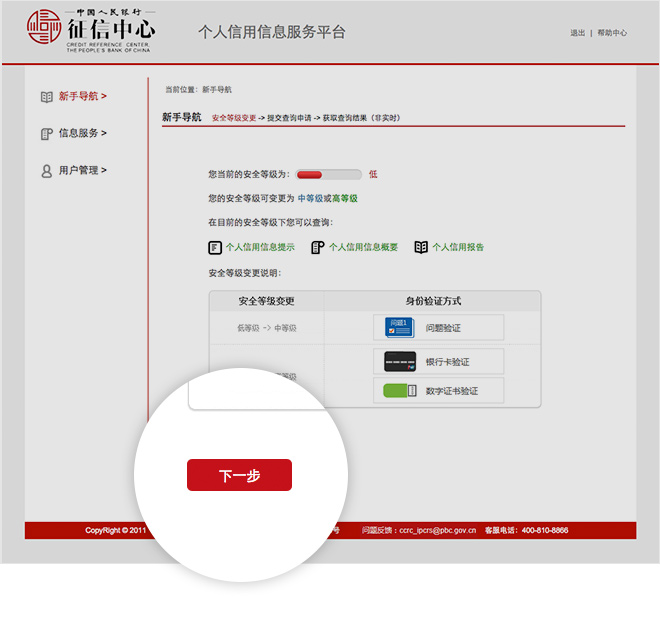 中国人民银行
征信中心
CREDIT REFERENCE CENTER,
THE PEOPLE'S BANK OF CHINA
个人信用信息服务平台
退出 | 帮助中心
新手导航 >
信息服务 >
用户管理 >
当前位置：新手导航
新手导航 安全等级变更 -> 提交查询申请 -> 获取查询结果（非实时）
您当前的安全等级为： 低
您的安全等级可变更为 中等级或高等级
在目前的安全等级下您可以查询：
个人信用信息提示 个人信用信息概要 个人信用报告
安全等级变更说明：
安全等级变更 身份验证方式
低等级 -> 中等级 问题1 问题验证
银行卡验证
等级
数字证书验证
下一步
CopyRight © 2011 号 问题反馈：ccrc_ipcrs@pbc.gov.cn 客服电话：400-810-8866